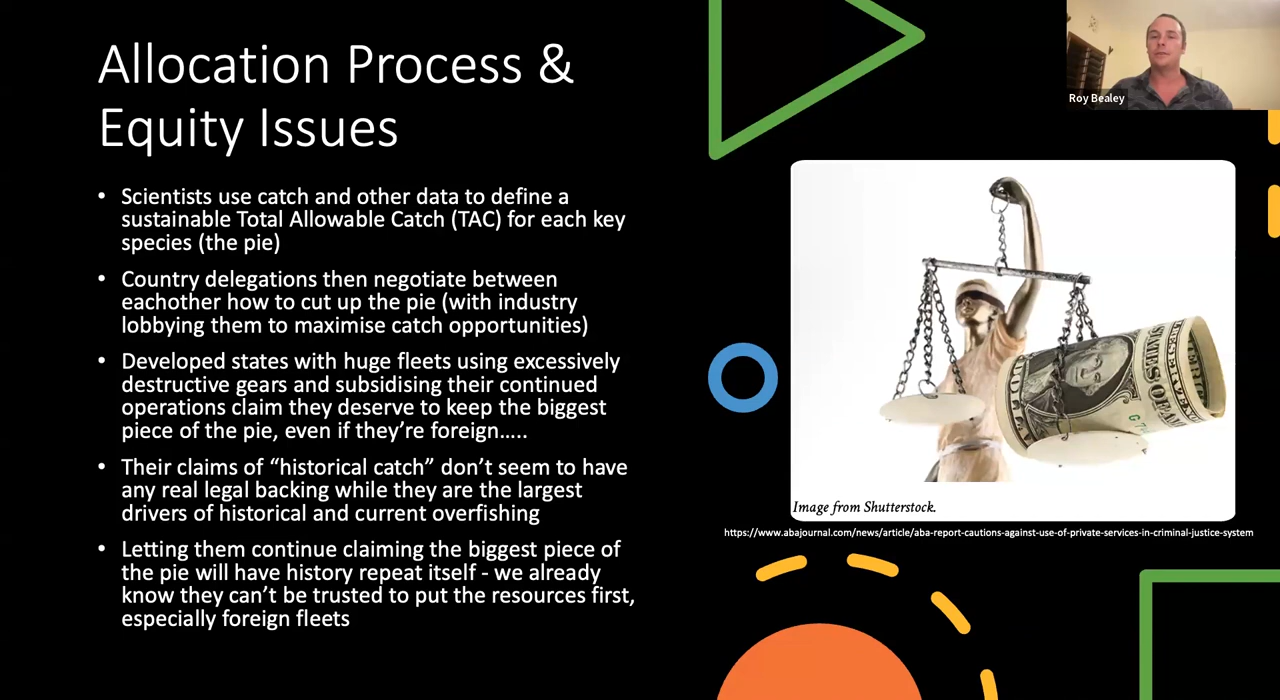 Allocation Process &
Equity Issues
• Scientists use catch and other data to define a
sustainable Total Allowable Catch (TAC) for each key
species (the pie)
• Country delegations then negotiate between
eachother how to cut up the pie (with industry
lobbying them to maximise catch opportunities)
• Developed states with huge fleets using excessively
destructive gears and subsidising their continued
operations claim they deserve to keep the biggest
piece of the pie, even if they’re foreign…..
• Their claims of “historical catch” don’t seem to have
any real legal backing while they are the largest
drivers of historical and current overfishing
• Letting them continue claiming the biggest piece of
the pie will have history repeat itself - we already
know they can’t be trusted to put the resources first,
especially foreign fleets
Roy Bealey
Image from Shutterstock.
https://www.abajournal.com/news/article/aba-report-cautions-against-use-of-private-services-in-criminal-justice-system